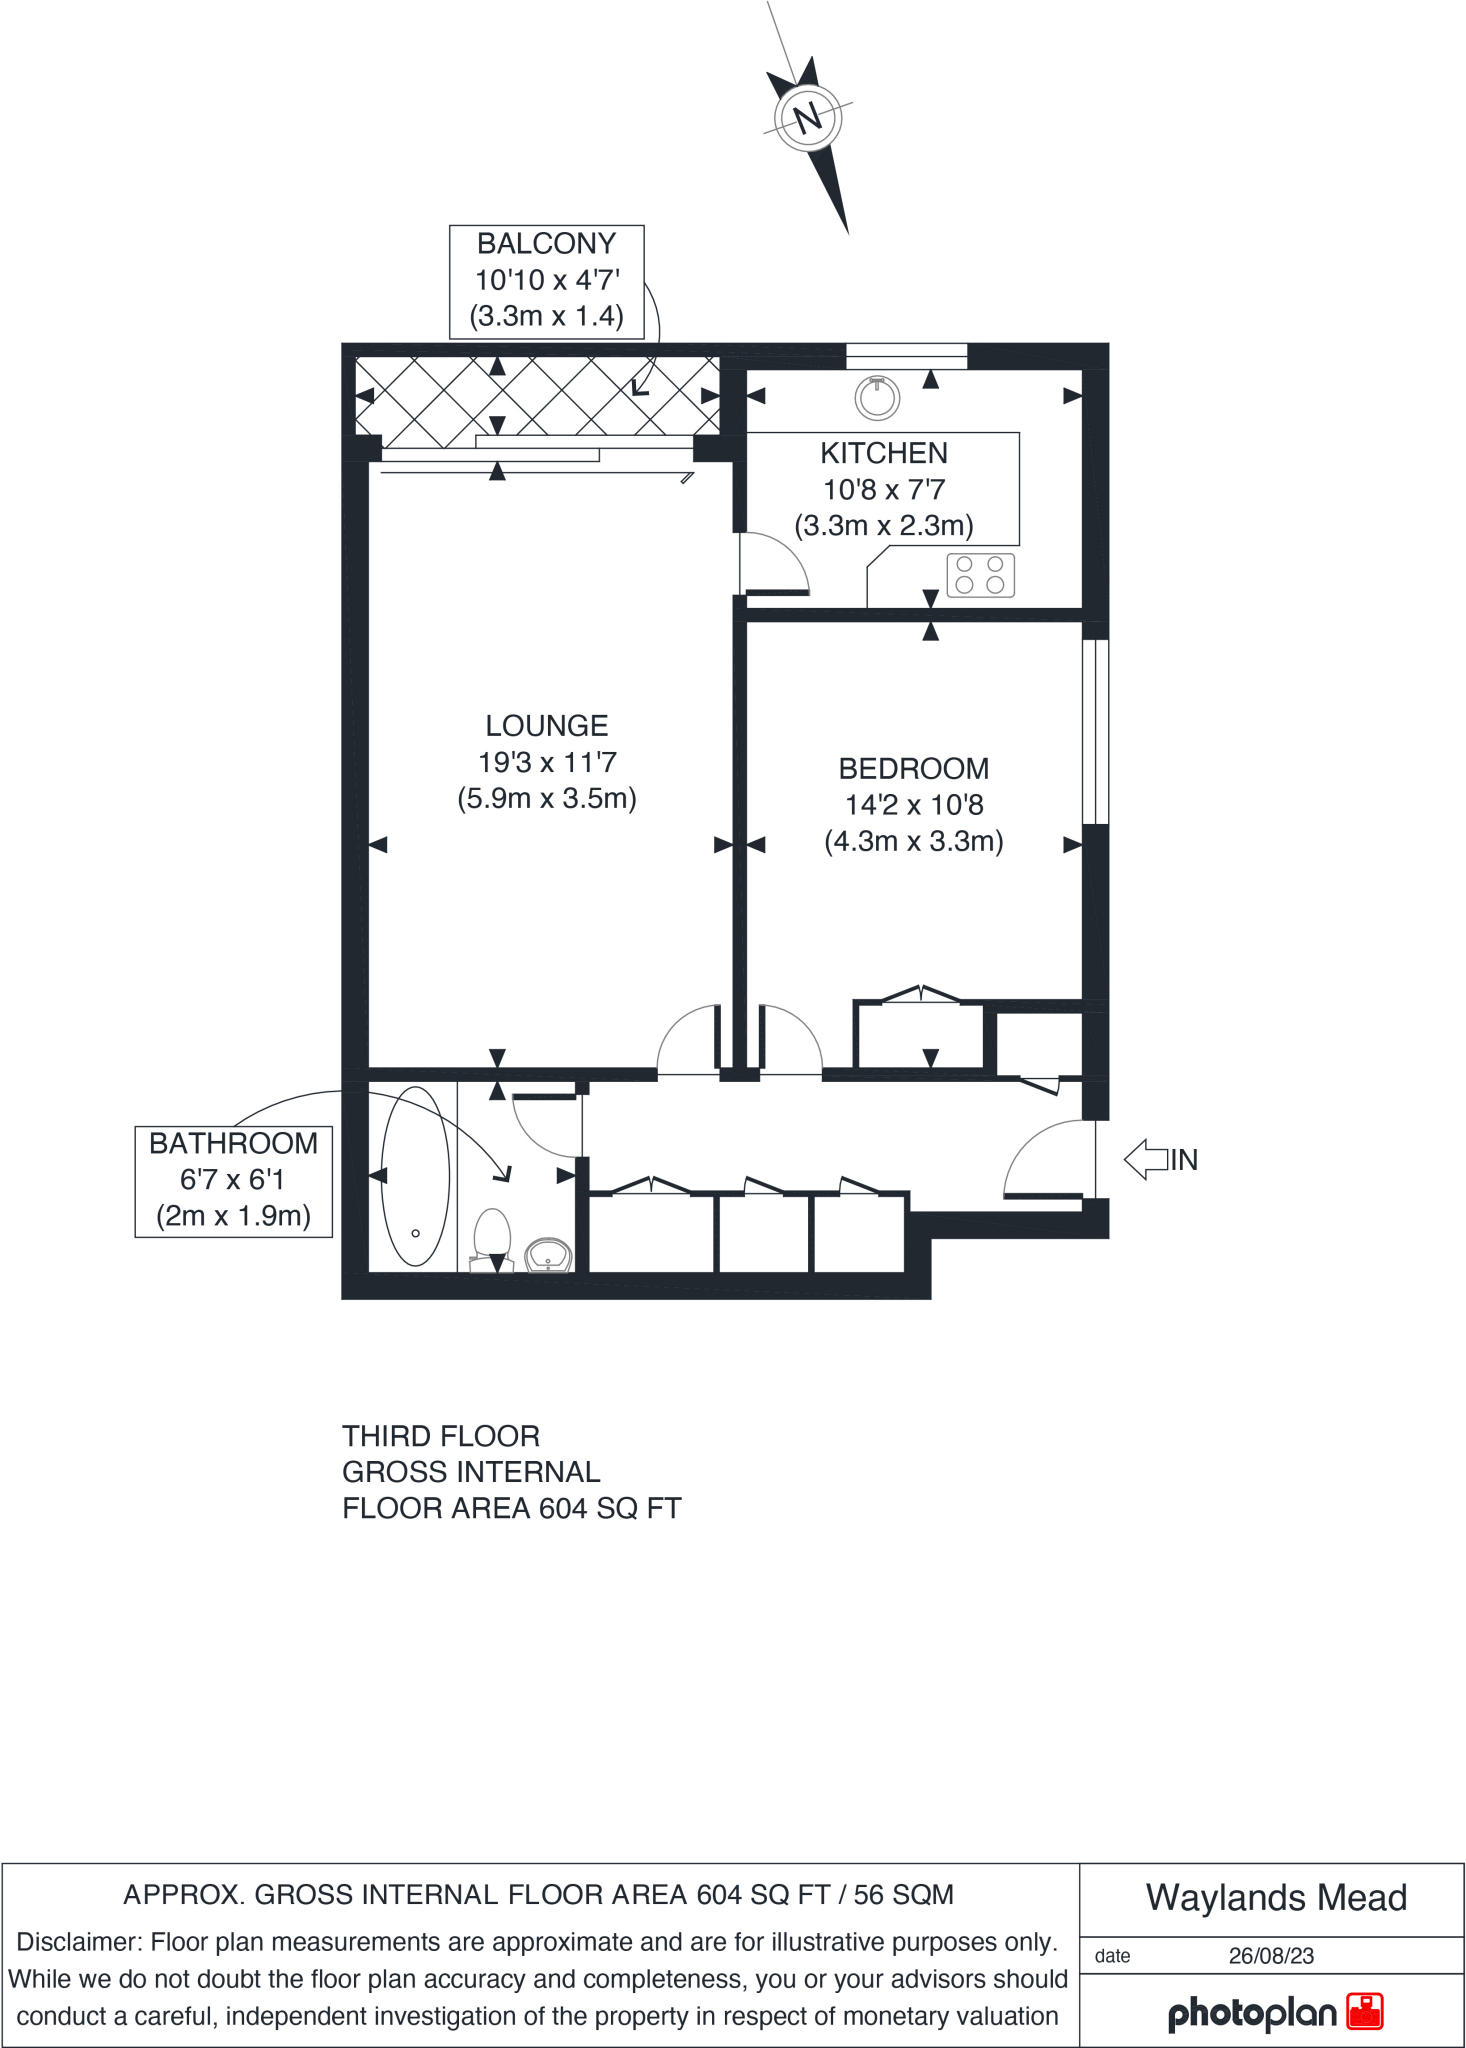 N
BALCONY
10'10 x 4'7'
(3.3m x 1.4)
KITCHEN
10'8 x 7'7
(3.3m x 2.3m)
LOUNGE
19'3 x 11'7
(5.9m x 3.5m)
BEDROOM
14'2 x 10'8
(4.3m x 3.3m)
BATHROOM
6'7 x 6'1
(2m x 1.9m)
IN
THIRD FLOOR
GROSS INTERNAL
FLOOR AREA 604 SQ FT
APPROX. GROSS INTERNAL FLOOR AREA 604 SQ FT / 56 SQM
Disclaimer: Floor plan measurements are approximate and are for illustrative purposes only.
While we do not doubt the floor plan accuracy and completeness, you or your advisors should
conduct a careful, independent investigation of the property in respect of monetary valuation
Waylands Mead
date 26/08/23
photoplan